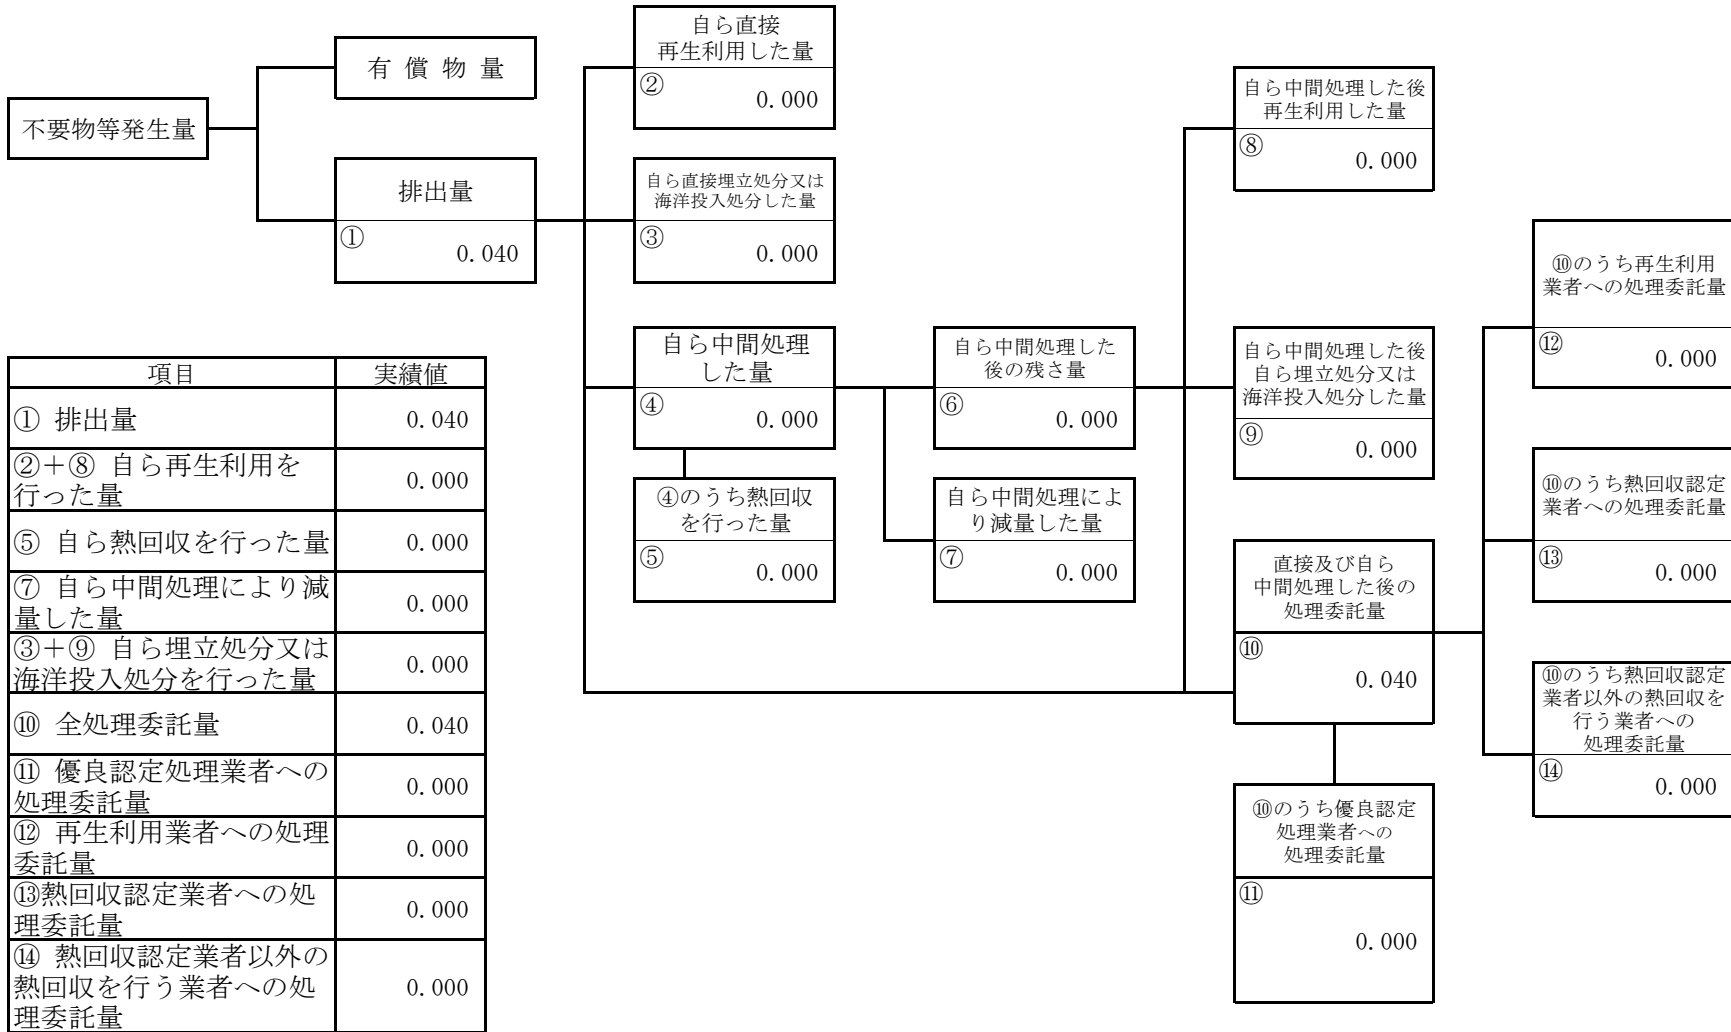 不要物等発生量
有 償 物 量
排出量
①
0.040
自ら直接
再生利用した量
②
0.000
自ら直接埋立処分又は
海洋投入処分した量
③
0.000
自ら中間処理
した量
④
0.000
④のうち熱回収
を行った量
⑤
0.000
自ら中間処理した
後の残さ量
⑥
0.000
自ら中間処理によ
り減量した量
⑦
0.000
自ら中間処理した後
再生利用した量
⑧
0.000
自ら中間処理した後
自ら埋立処分又は
海洋投入処分した量
⑨
0.000
直接及び自ら
中間処理した後の
処理委託量
⑩
0.040
⑩のうち優良認定
処理業者への
処理委託量
⑪
0.000
⑩のうち再生利用
業者への処理委託量
⑫
0.000
⑩のうち熱回収認定
業者への処理委託量
⑬
0.000
⑩のうち熱回収認定
業者以外の熱回収を
行う業者への
処理委託量
⑭
0.000
項目 実績値
① 排出量 0.040
②＋⑧ 自ら再生利用を
行った量 0.000
⑤ 自ら熱回収を行った量 0.000
⑦ 自ら中間処理により減
量した量 0.000
③＋⑨ 自ら埋立処分又は
海洋投入処分を行った量 0.000
⑩ 全処理委託量 0.040
⑪ 優良認定処理業者への
処理委託量 0.000
⑫ 再生利用業者への処理
委託量 0.000
⑬熱回収認定業者への処
理委託量 0.000
⑭ 熱回収認定業者以外の
熱回収を行う業者への処
理委託量 0.000